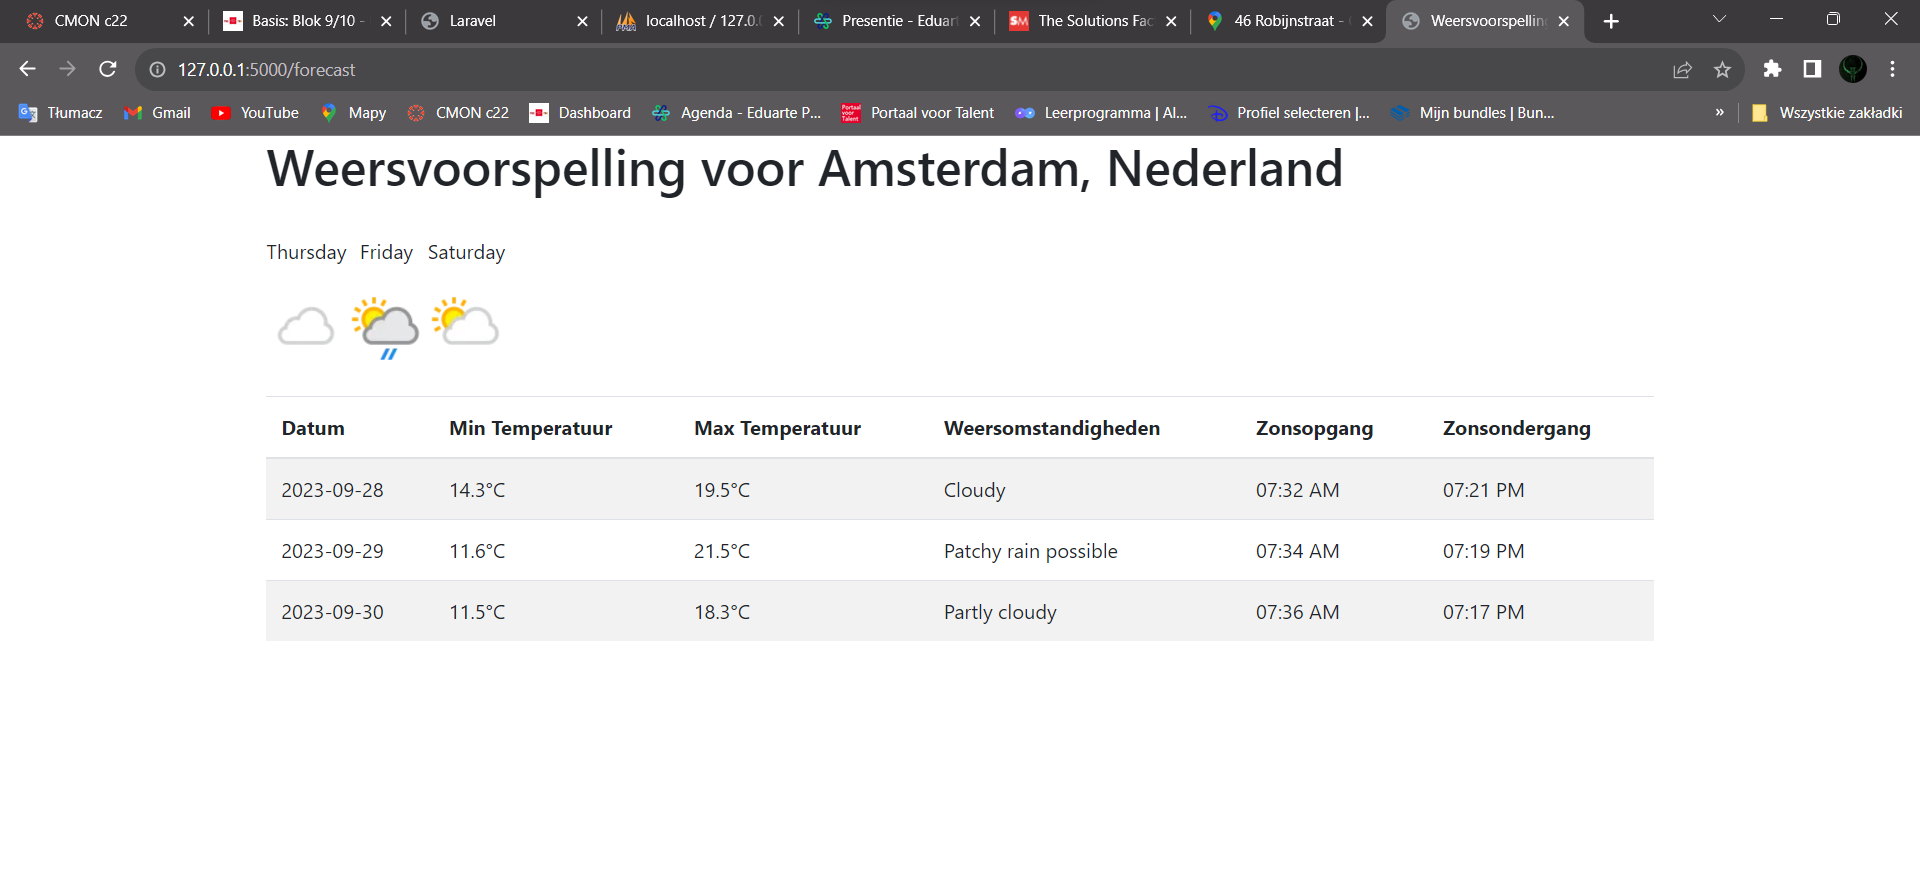 CMON c22
Basis: Blok 9/10 -
Laravel
localhost / 127.0.
Presentie - Eduart
The Solutions Fac
46 Robijnstraat -
Weersvoorspelling
127.0.0.1:5000/forecast
Tłumacz Gmail YouTube Mapy CMON c22 Dashboard Agenda - Eduarte P... Portaal voor Talent Leerprogramma | Al... Profiel selecteren |... Mijn bundles | Bun... » Wszystkie zakładki
Weersvoorspelling voor Amsterdam, Nederland
Thursday Friday Saturday
Datum Min Temperatuur Max Temperatuur Weersomstandigheden Zonsopgang Zonsondergang
2023-09-28 14.3°C 19.5°C Cloudy 07:32 AM 07:21 PM
2023-09-29 11.6°C 21.5°C Patchy rain possible 07:34 AM 07:19 PM
2023-09-30 11.5°C 18.3°C Partly cloudy 07:36 AM 07:17 PM